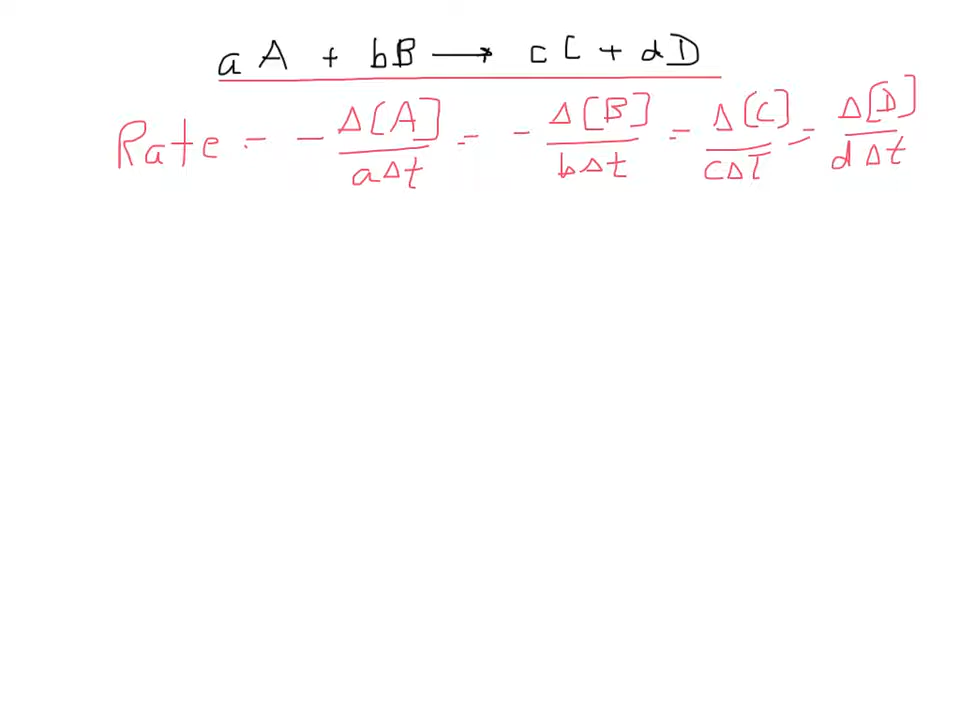 aA + bB → cC + dD
Rate = - Δ[A]/aΔt = - Δ[B]/bΔt = Δ[C]/cΔT = Δ[D]/dΔt